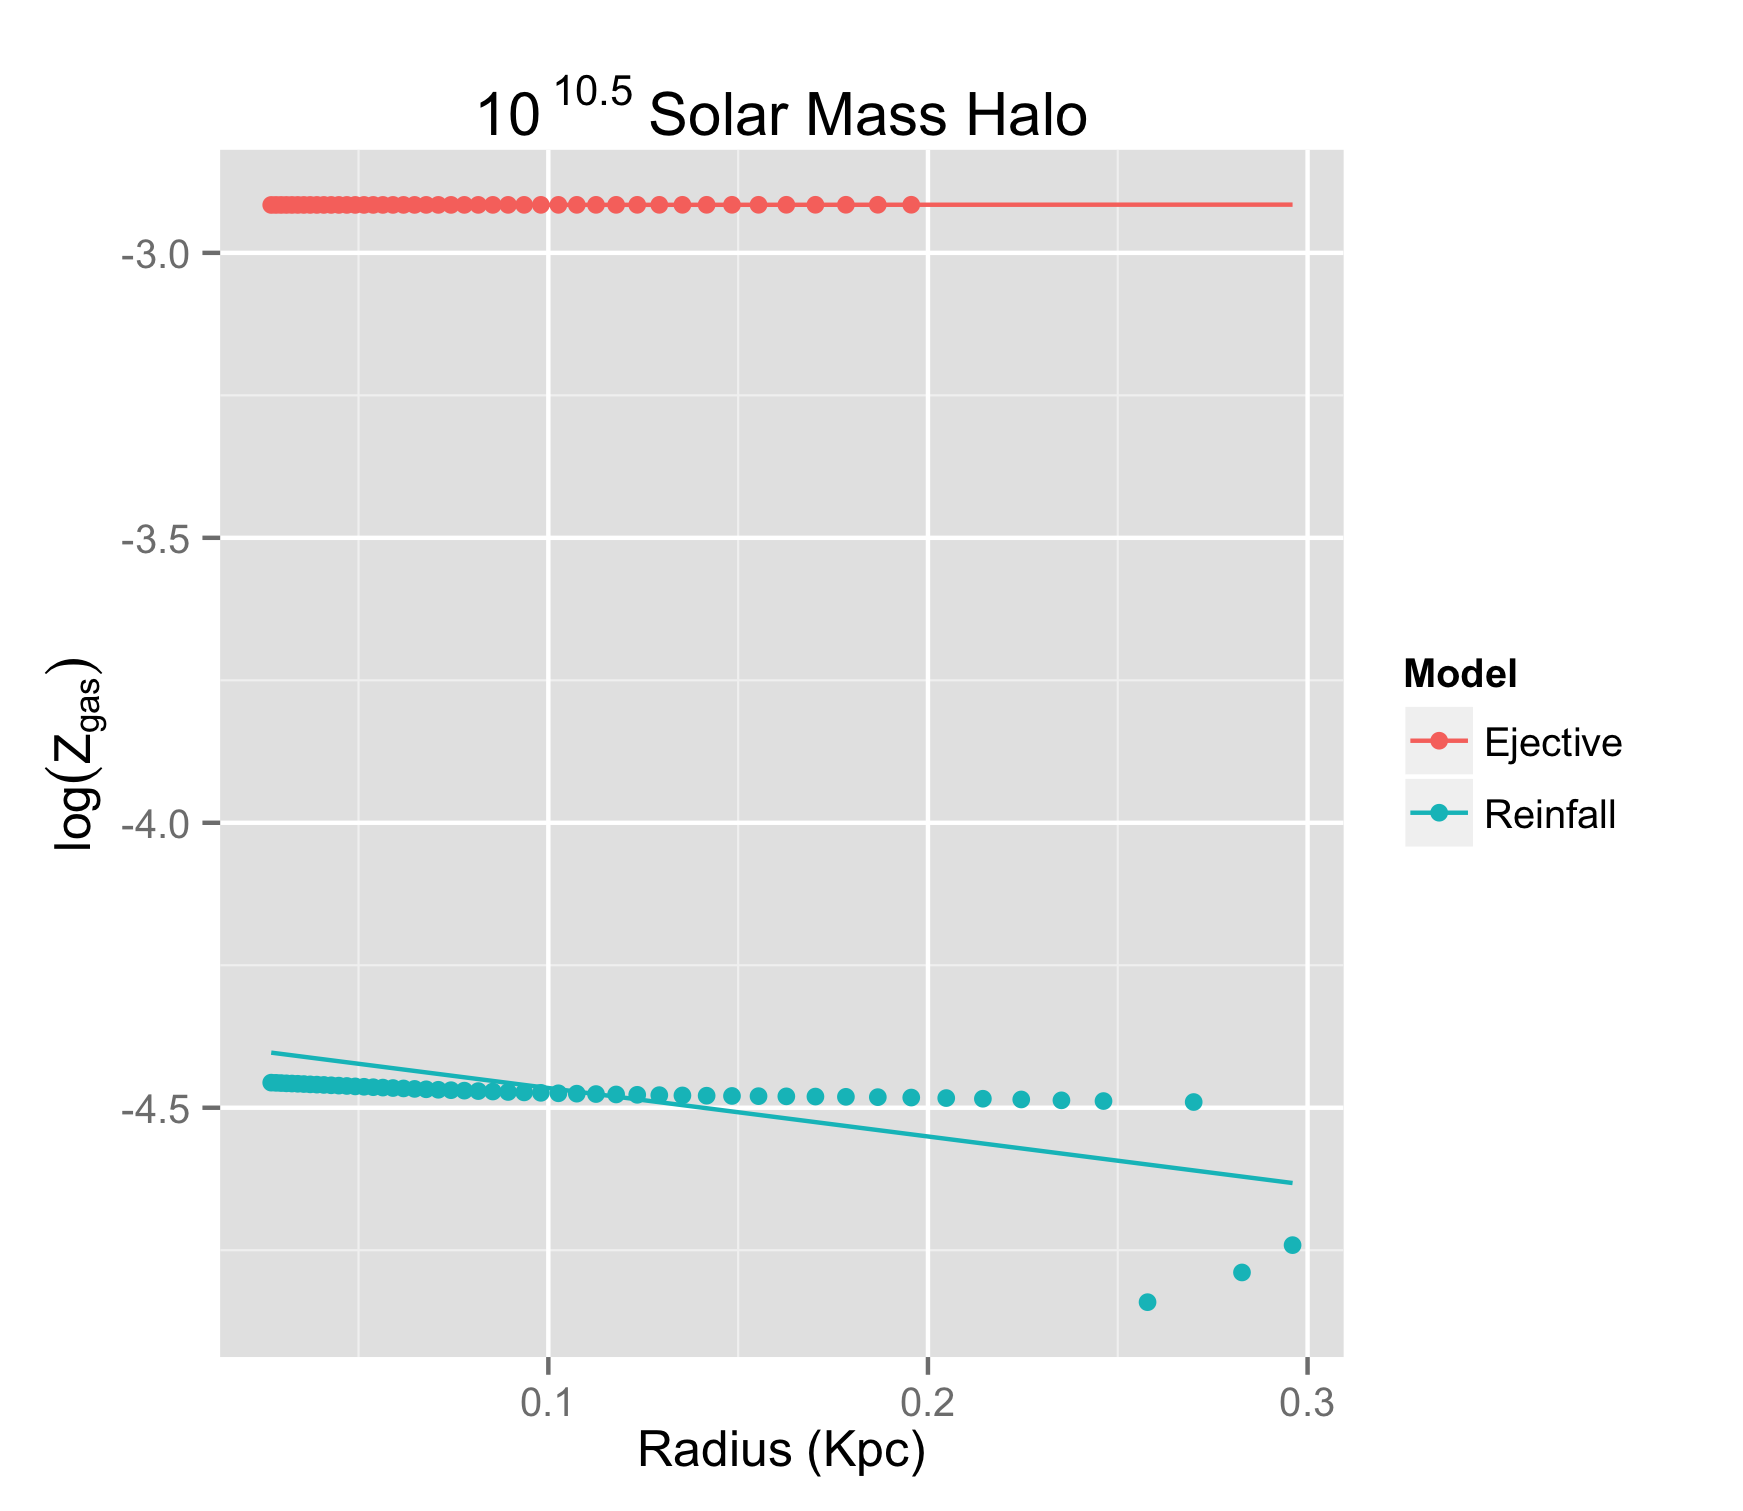 10^10.5 Solar Mass Halo
-3.0
-3.5
-4.0
-4.5
log(Z_gas)
0.1
0.2
0.3
Radius (Kpc)
Model
Ejective
Reinfall